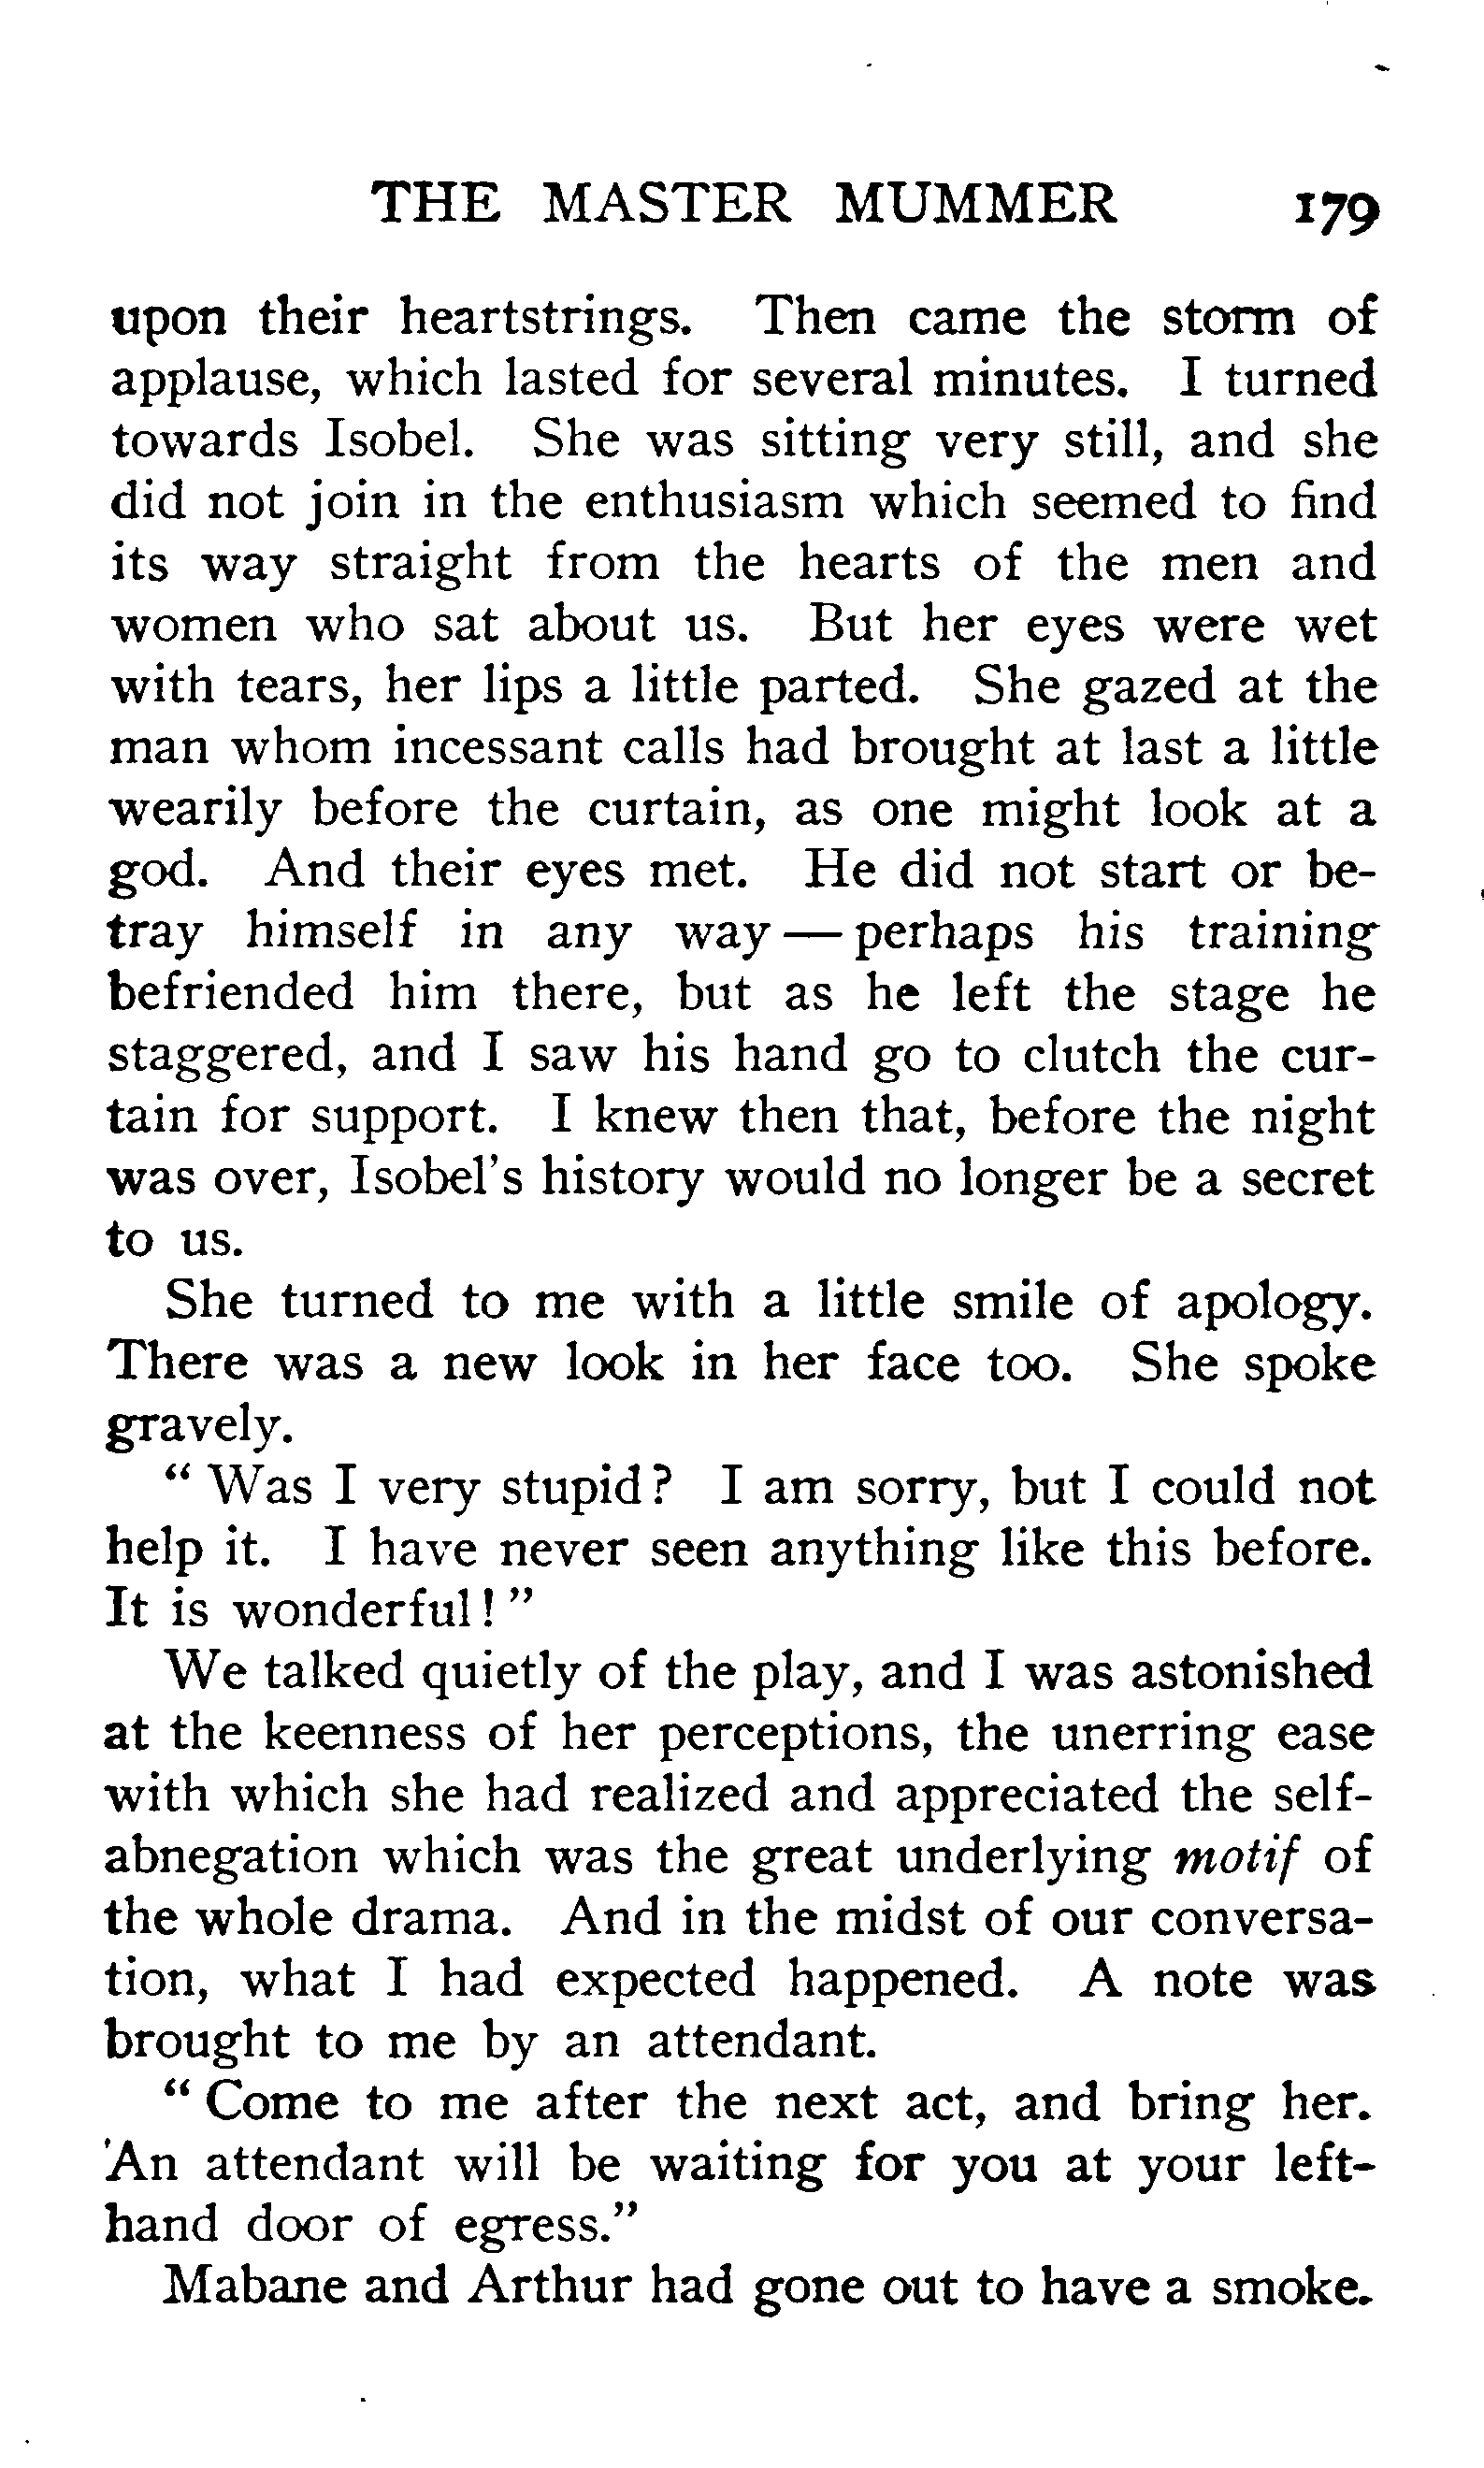 THE MASTER MUMMER 179
upon their heartstrings. Then came the storm of
applause, which lasted for several minutes. I turned
towards Isobel. She was sitting very still, and she
did not join in the enthusiasm which seemed to find
its way straight from the hearts of the men and
women who sat about us. But her eyes were wet
with tears, her lips a little parted. She gazed at the
man whom incessant calls had brought at last a little
wearily before the curtain, as one might look at a
god. And their eyes met. He did not start or be-
tray himself in any way — perhaps his training
befriended him there, but as he left the stage he
staggered, and I saw his hand go to clutch the cur-
tain for support. I knew then that, before the night
was over, Isobel's history would no longer be a secret
to us.
She turned to me with a little smile of apology.
There was a new look in her face too. She spoke
gravely.
" Was I very stupid ? I am sorry, but I could not
help it. I have never seen anything like this before.
It is wonderful ! "
We talked quietly of the play, and I was astonished
at the keenness of her perceptions, the unerring ease
with which she had realized and appreciated the self-
abnegation which was the great underlying motif of
the whole drama. And in the midst of our conversa-
tion, what I had expected happened. A note was
brought to me by an attendant.
" Come to me after the next act, and bring her.
'An attendant will be waiting for you at your left-
hand door of egress."
Mabane and Arthur had gone out to have a smoke.